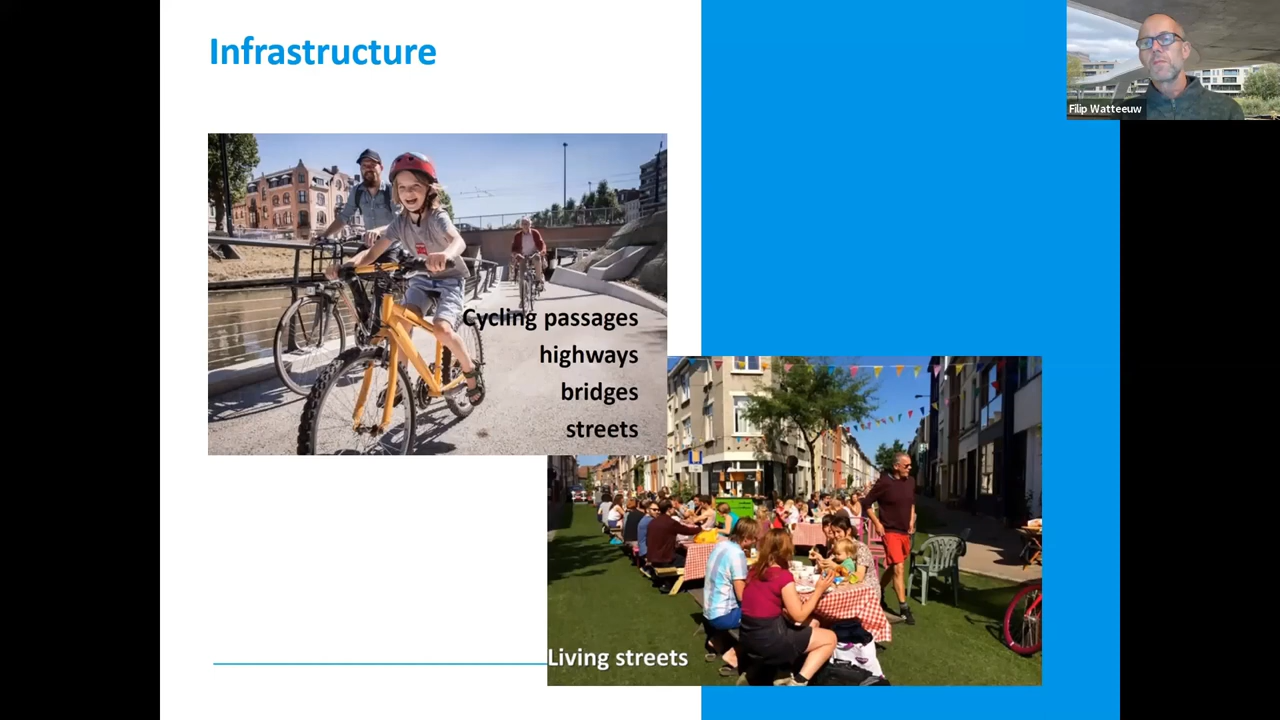 Infrastructure
Filip Watteeuw
Cycling passages
highways
bridges
streets
Living streets